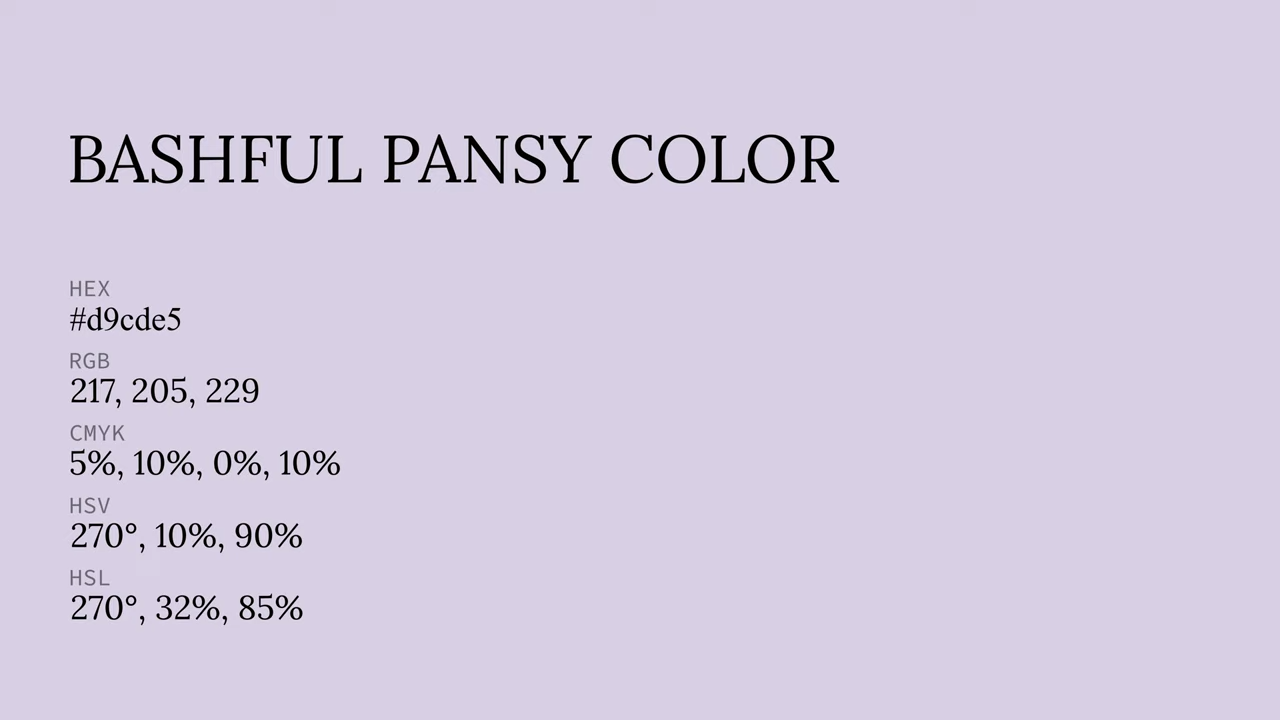 BASHFUL PANSY COLOR
HEX
#d9cde5
RGB
217, 205, 229
CMYK
5%, 10%, 0%, 10%
HSV
270°, 10%, 90%
HSL
270°, 32%, 85%